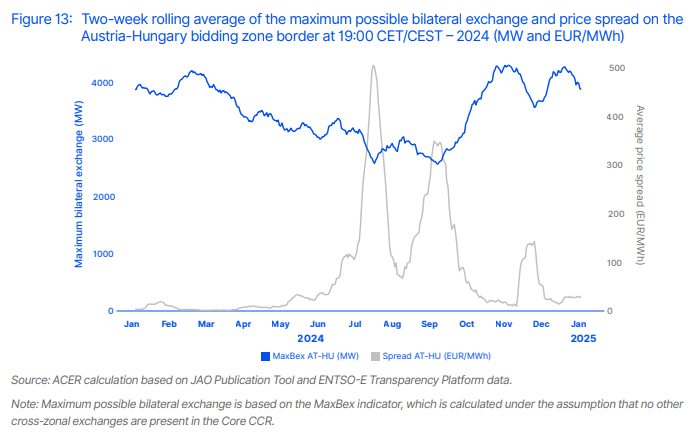 Figure 13: Two-week rolling average of the maximum possible bilateral exchange and price spread on the
Austria-Hungary bidding zone border at 19:00 CET/CEST – 2024 (MW and EUR/MWh)
Maximum bilateral exchange (MW)
4000
3000
2000
1000
0
500
400
300
200
100
0
Average price spread (EUR/MWh)
Jan Feb Mar Apr May Jun Jul Aug Sep Oct Nov Dec Jan
2024 2025
MaxBex AT-HU (MW) Spread AT-HU (EUR/MWh)
Source: ACER calculation based on JAO Publication Tool and ENTSO-E Transparency Platform data.
Note: Maximum possible bilateral exchange is based on the MaxBex indicator, which is calculated under the assumption that no other
cross-zonal exchanges are present in the Core CCR.